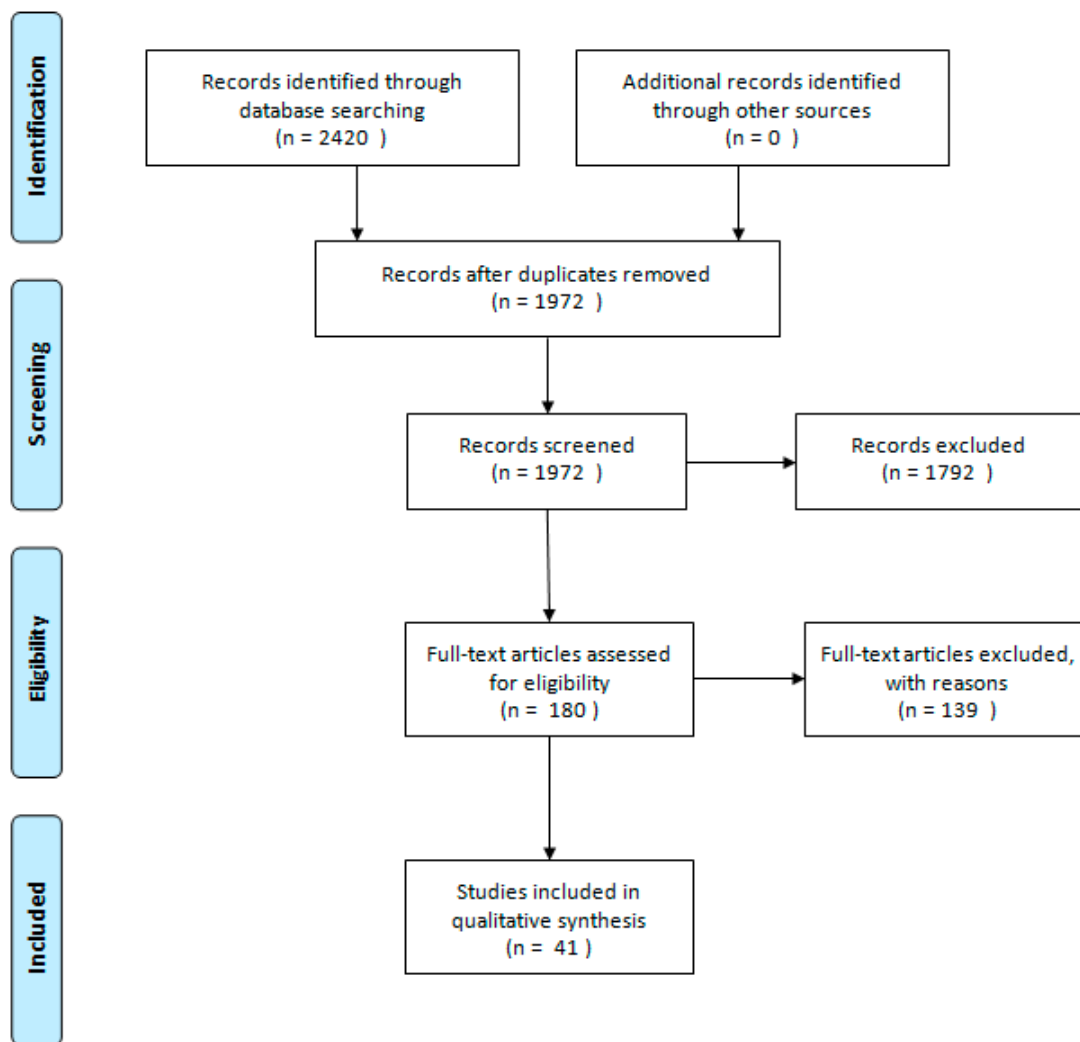 Identification
Records identified through
database searching
(n = 2420  )
Additional records identified
through other sources
(n = 0  )
Records after duplicates removed
(n = 1972  )
Screening
Records screened
(n = 1972  )
Records excluded
(n = 1792  )
Eligibility
Full-text articles assessed
for eligibility
(n =  180 )
Full-text articles excluded,
with reasons
(n = 139  )
Included
Studies included in
qualitative synthesis
(n =  41 )